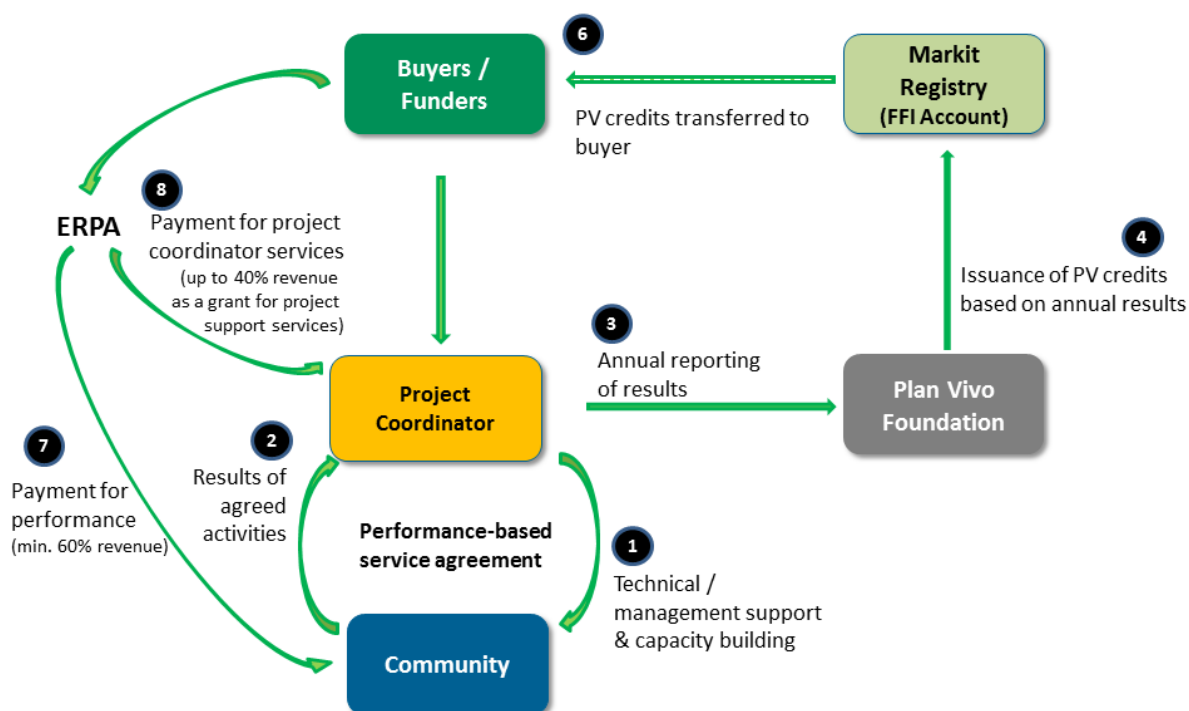 6
Buyers /
Funders
Markit
Registry
(FFI Account)
PV credits transferred to
buyer
8
ERPA
Payment for project
coordinator services
(up to 40% revenue
as a grant for project
support services)
4
Issuance of PV credits
based on annual results
3
Annual reporting
of results
Project
Coordinator
Plan Vivo
Foundation
7
Payment for
performance
(min. 60% revenue)
2
Results of
agreed
activities
Performance-based
service agreement
1
Technical /
management support
& capacity building
Community